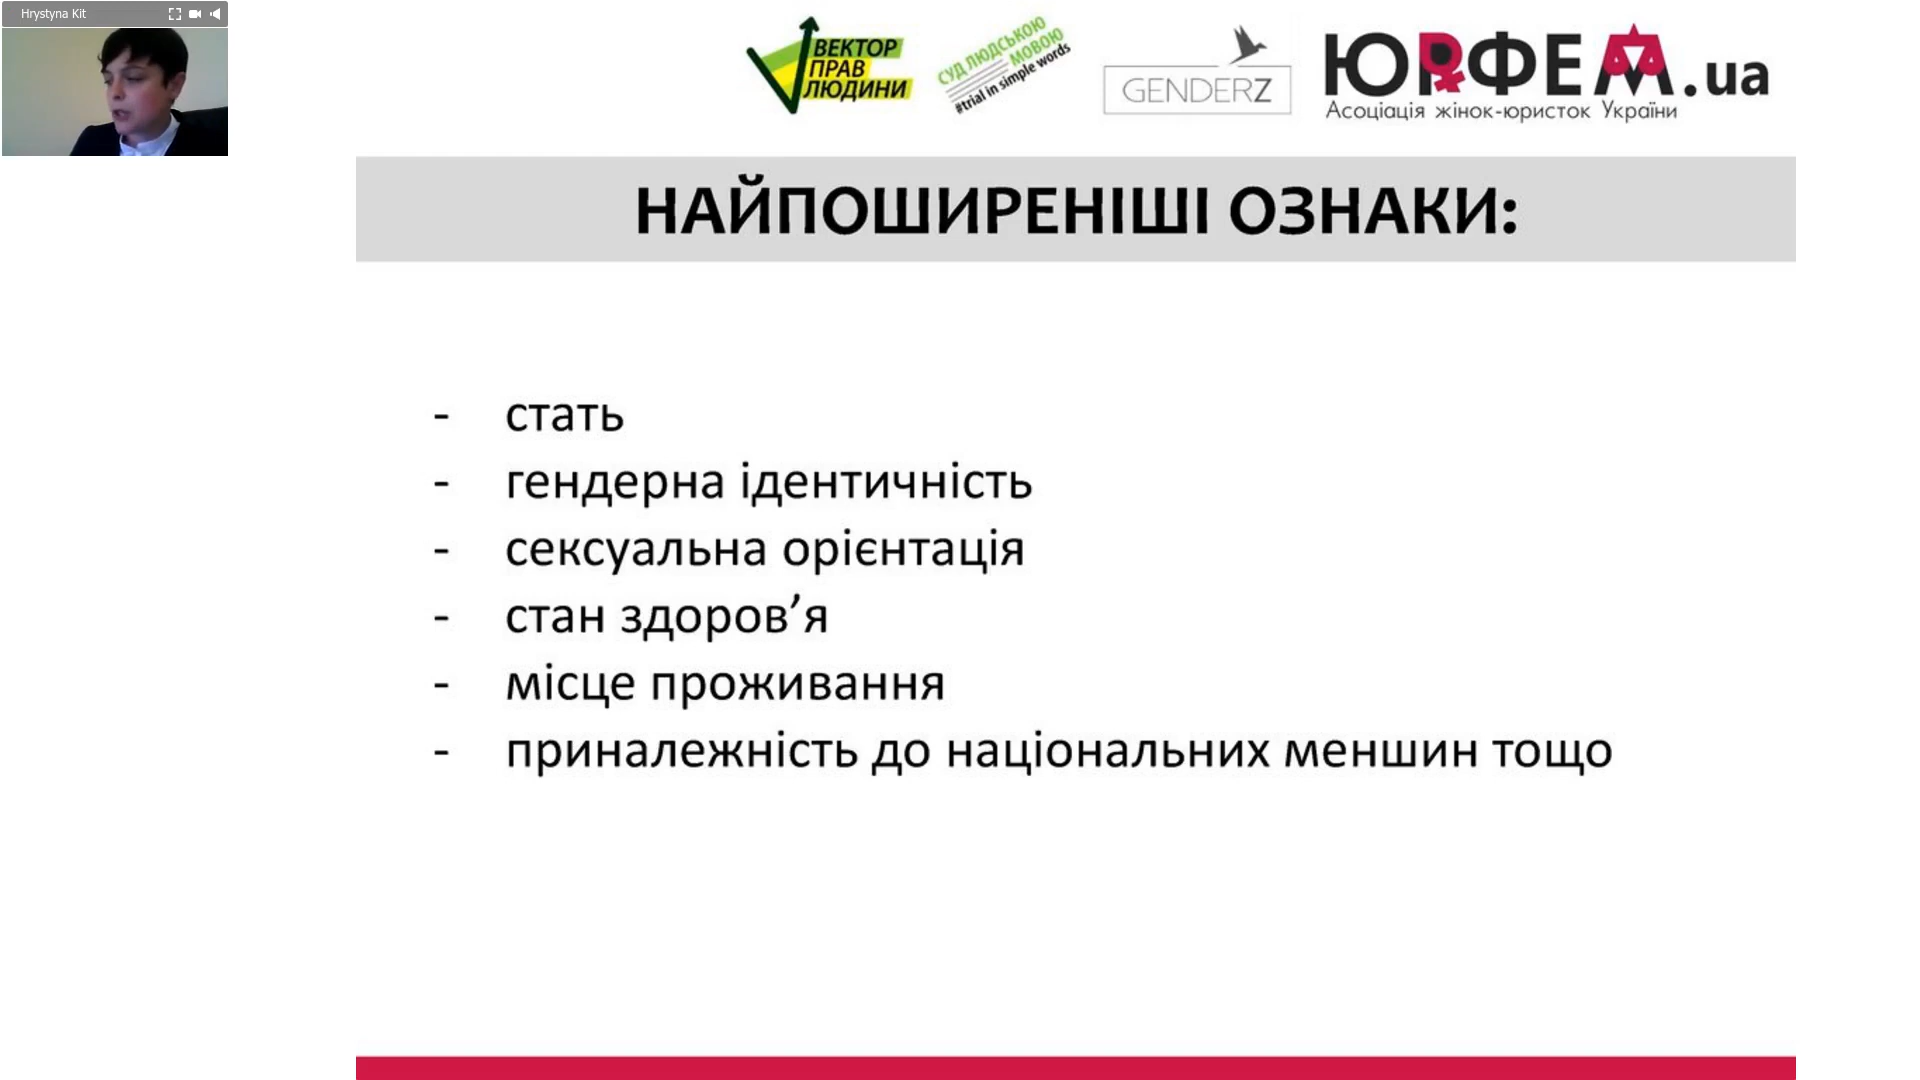 Hrystyna Kit
ВЕКТОР
ПРАВ
ЛЮДИНИ
СУД ЛЮДСЬКОЮ
МОВОЮ
#trial in simple words
GENDERZ
ЮРФЕМ.ua
Асоціація жінок-юристок України
НАЙПОШИРЕНІШІ ОЗНАКИ:
- стать
- гендерна ідентичність
- сексуальна орієнтація
- стан здоров’я
- місце проживання
- приналежність до національних меншин тощо